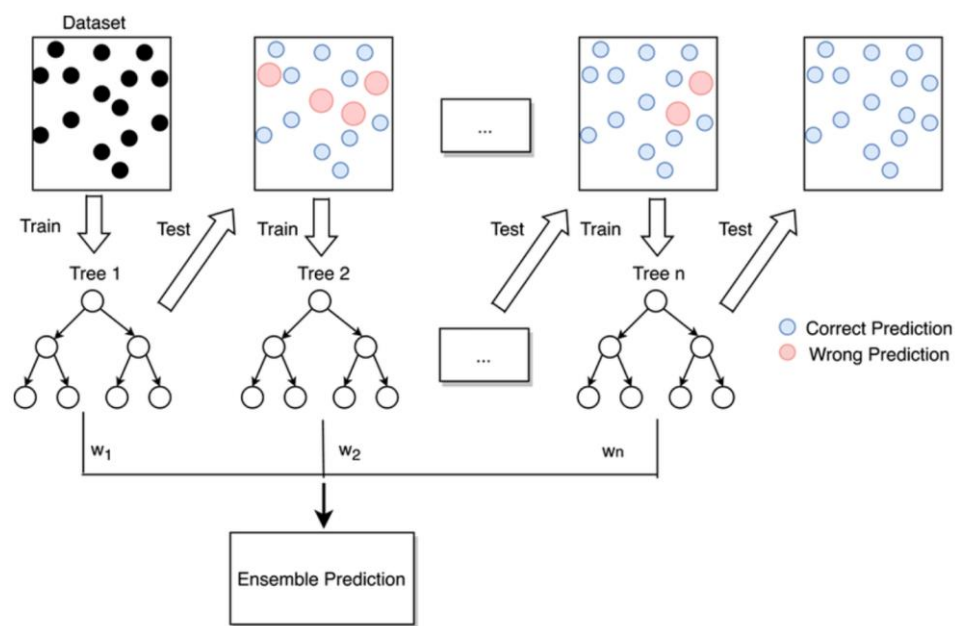 Dataset
...
Train
Test
Train
Test
Train
Test
Tree 1
Tree 2
Tree n
...
Correct Prediction
Wrong Prediction
w1
w2
wn
Ensemble Prediction